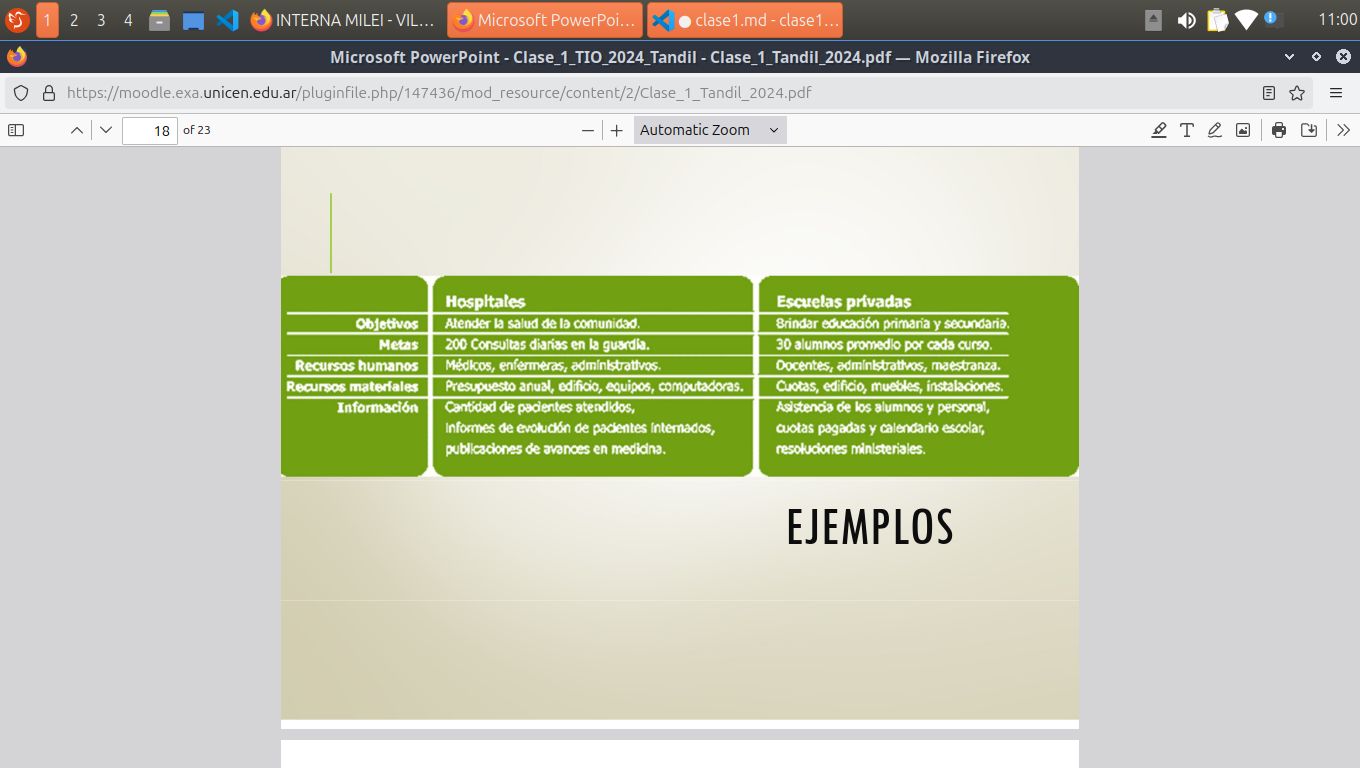 1 2 3 4 INTERNA MILEI - VIL... Microsoft PowerPoi... clase1.md - clase1... 11:00
Microsoft PowerPoint - Clase_1_TIO_2024_Tandil - Clase_1_Tandil_2024.pdf — Mozilla Firefox
https://moodle.exa.unicen.edu.ar/pluginfile.php/147436/mod_resource/content/2/Clase_1_Tandil_2024.pdf
18 of 23 Automatic Zoom
Hospitales Escuelas privadas
Objetivos Atender la salud de la comunidad. Brindar educación primaria y secundaria.
Metas 200 Consultas diarias en la guardia. 30 alumnos promedio por cada curso.
Recursos humanos Médicos, enfermeras, administrativos. Docentes, administrativos, maestranza.
Recursos materiales Presupuesto anual, edificio, equipos, computadoras. Cuotas, edificio, muebles, instalaciones.
Información Cantidad de pacientes atendidos, Asistencia de los alumnos y personal,
informes de evolución de pacientes internados, cuotas pagadas y calendario escolar,
publicaciones de avances en medicina. resoluciones ministeriales.
EJEMPLOS